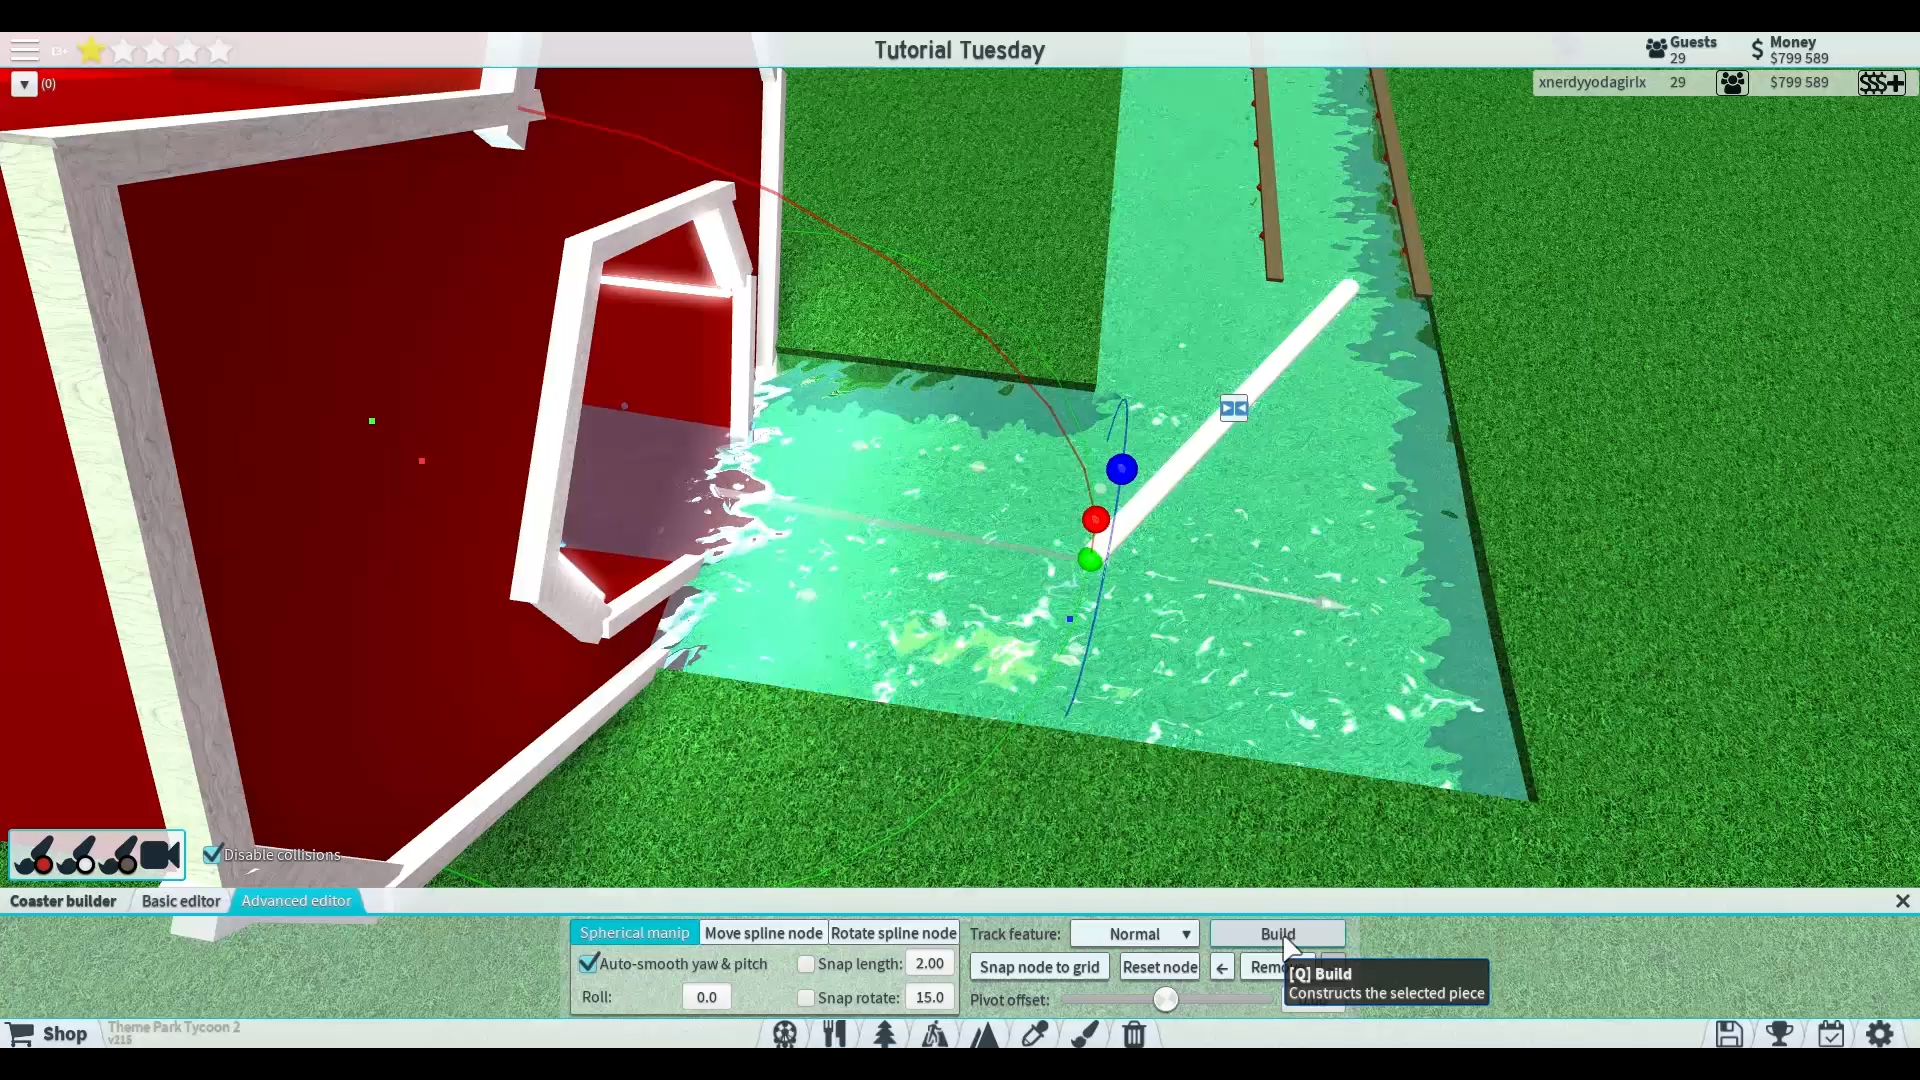 13+
Tutorial Tuesday
Guests
29
$ Money
$799 589
(0)
xnerdyyodagirlx 29 $799 589 $$$+
Disable collisions
Coaster builder Basic editor Advanced editor
Spherical manip Move spline node Rotate spline node Track feature: Normal Build
Auto-smooth yaw & pitch Snap length: 2.00 Snap node to grid Reset node
Roll: 0.0 Snap rotate: 15.0 Pivot offset:
[Q] Build
Constructs the selected piece
Shop
Theme Park Tycoon 2
v215